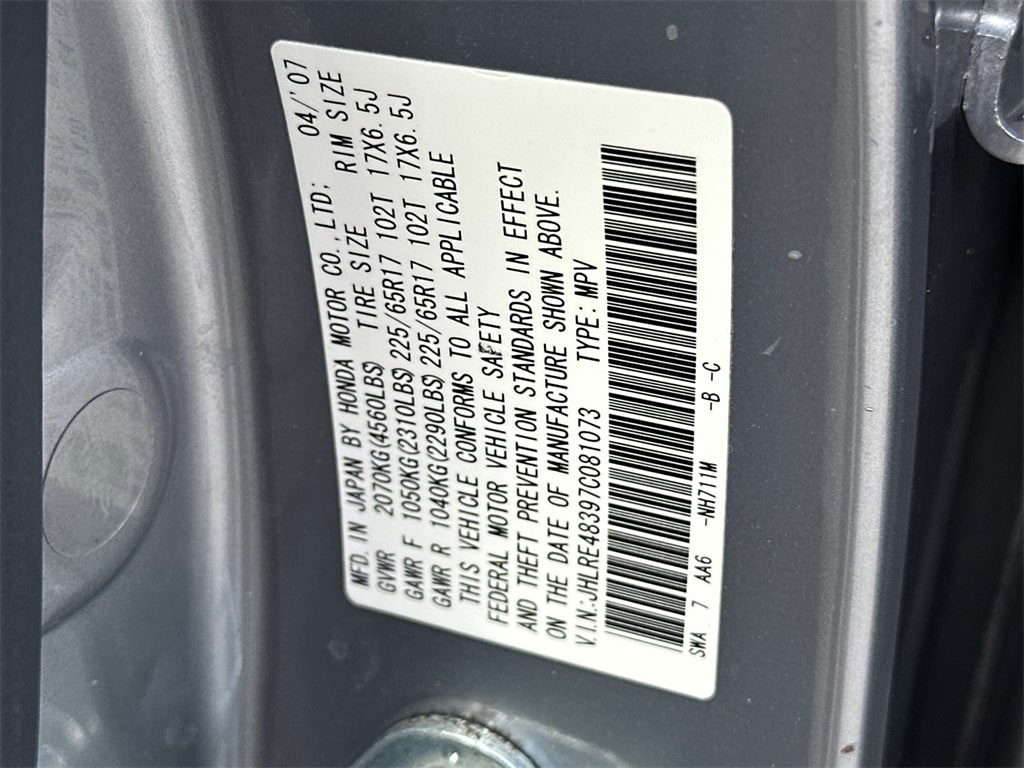 MFD. IN JAPAN BY HONDA MOTOR CO., LTD: 04/'07
GVWR 2070KG(4560LBS) TIRE SIZE RIM SIZE
GAWR F 1050KG(2310LBS) 225/65R17 102T 17X6.5J
GAWR R 1040KG(2290LBS) 225/65R17 102T 17X6.5J
THIS VEHICLE CONFORMS TO ALL APPLICABLE
FEDERAL MOTOR VEHICLE SAFETY
AND THEFT PREVENTION STANDARDS IN EFFECT
ON THE DATE OF MANUFACTURE SHOWN ABOVE.
V.I.N:JHLRE48397C081073 TYPE:MPV
SWA 7 AA6 -NH711M -B -C